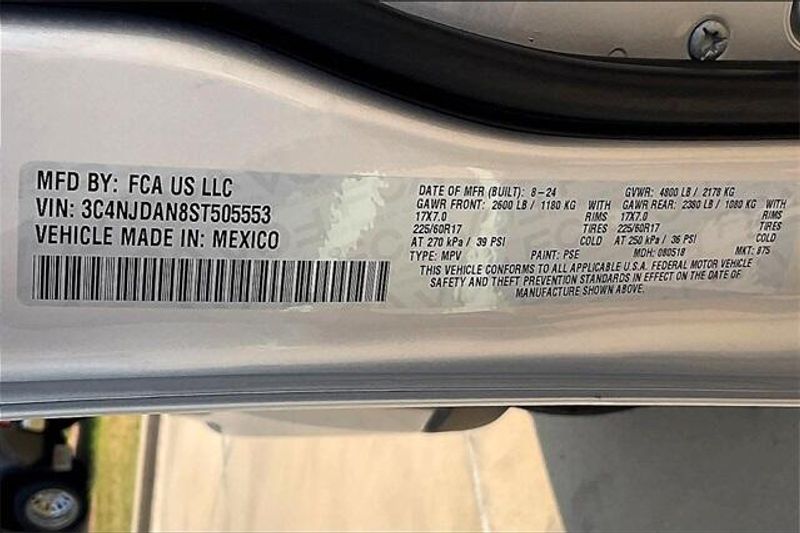 MFD BY: FCA US LLC
VIN: 3C4NJDAN8ST505553
VEHICLE MADE IN: MEXICO
DATE OF MFR (BUILT): 8-24
GAWR FRONT: 2600 LB / 1180 KG WITH
17X7.0 RIMS
225/60R17 TIRES
AT 270 kPa / 39 PSI COLD
GVWR: 4800 LB / 2178 KG
GAWR REAR: 2380 LB / 1080 KG WITH
17X7.0 RIMS
225/60R17 TIRES
AT 250 kPa / 36 PSI COLD
TYPE: MPV PAINT: PSE MDH: 080518 MKT: 875
THIS VEHICLE CONFORMS TO ALL APPLICABLE U.S.A. FEDERAL MOTOR VEHICLE
SAFETY AND THEFT PREVENTION STANDARDS IN EFFECT ON THE DATE OF
MANUFACTURE SHOWN ABOVE.